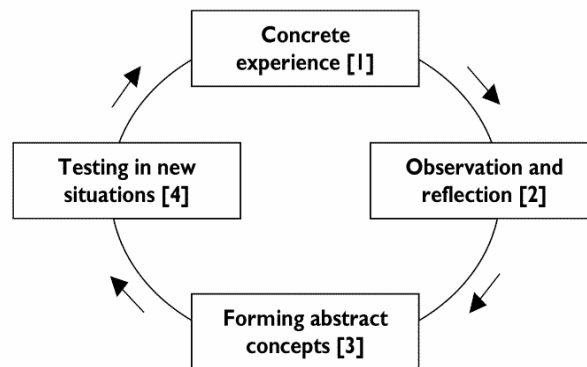 Concrete
experience [1]
Observation and
reflection [2]
Forming abstract
concepts [3]
Testing in new
situations [4]